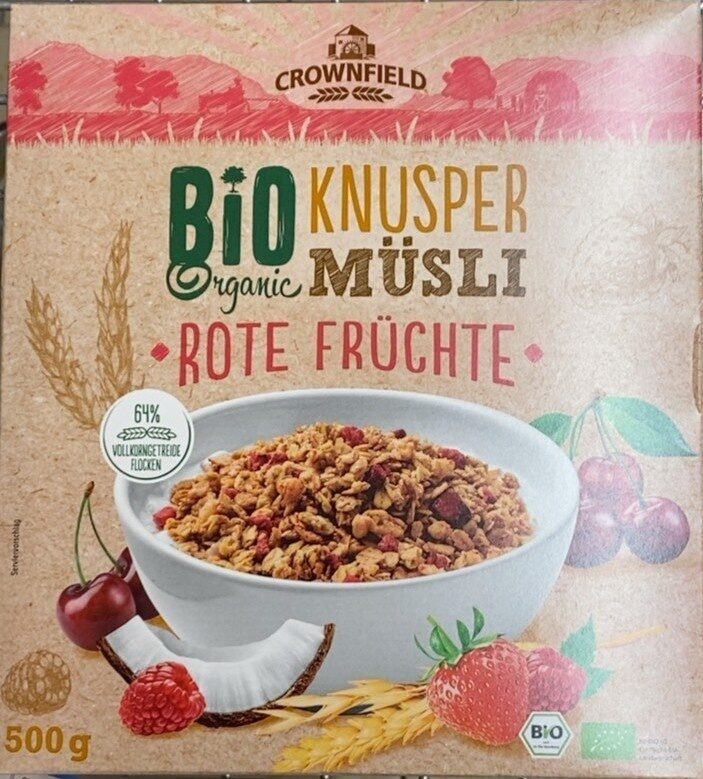 CROWNFIELD
BiO
Organic
KNUSPER
MÜSLI
ROTE FRÜCHTE
64%
VOLLKORNGETREIDE
FLOCKEN
Serviervorschlag
500 g
BiO